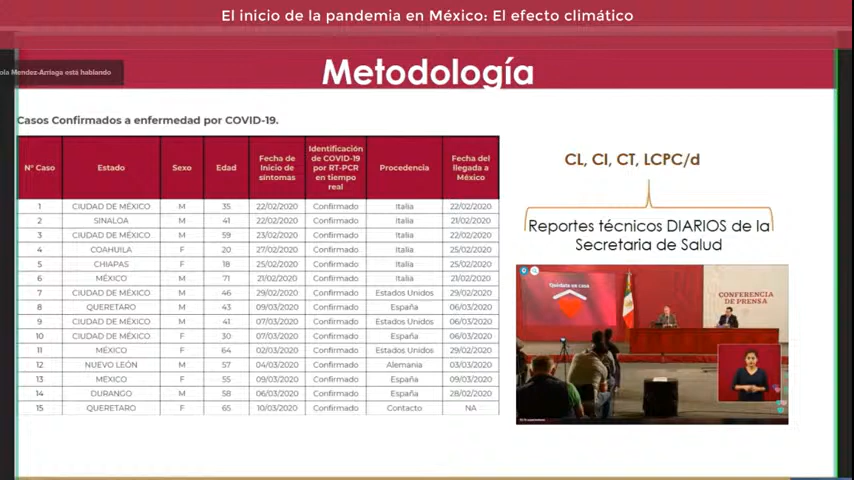 El inicio de la pandemia en México: El efecto climático
Metodología
ola Mendez-Arriaga está hablando
Casos Confirmados a enfermedad por COVID-19.
N° Caso Estado Sexo Edad Fecha de Inicio de síntomas Identificación de COVID-19 por RT-PCR en tiempo real Procedencia Fecha del llegada a México
1 CIUDAD DE MÉXICO M 35 22/02/2020 Confirmado Italia 22/02/2020
2 SINALOA M 41 22/02/2020 Confirmado Italia 21/02/2020
3 CIUDAD DE MÉXICO M 59 23/02/2020 Confirmado Italia 22/02/2020
4 COAHUILA F 20 27/02/2020 Confirmado Italia 25/02/2020
5 CHIAPAS F 18 25/02/2020 Confirmado Italia 25/02/2020
6 MÉXICO M 71 21/02/2020 Confirmado Italia 21/02/2020
7 CIUDAD DE MÉXICO M 46 29/02/2020 Confirmado Estados Unidos 29/02/2020
8 QUERETARO M 43 09/03/2020 Confirmado España 06/03/2020
9 CIUDAD DE MÉXICO M 41 07/03/2020 Confirmado Estados Unidos 06/03/2020
10 CIUDAD DE MÉXICO F 30 07/03/2020 Confirmado España 06/03/2020
11 MÉXICO F 64 02/03/2020 Confirmado Estados Unidos 29/02/2020
12 NUEVO LEÓN M 57 04/03/2020 Confirmado Alemania 03/03/2020
13 MEXICO F 55 09/03/2020 Confirmado España 09/03/2020
14 DURANGO M 58 06/03/2020 Confirmado España 28/02/2020
15 QUERETARO F 65 10/03/2020 Confirmado Contacto NA
CL, CI, CT, LCPC/d
Reportes técnicos DIARIOS de la
Secretaria de Salud
Quédate en casa
CONFERENCIA
DE PRENSA